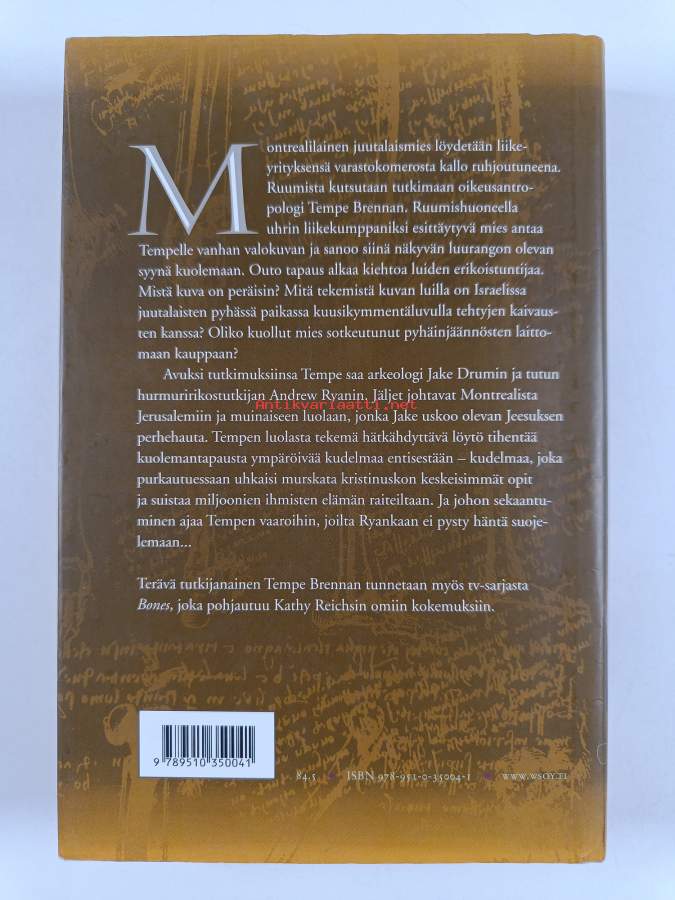 Montrealilainen juutalaismies löydetään liike-
yrityksensä varastokomerosta kallo ruhjoutuneena.
Ruumista kutsutaan tutkimaan oikeusantro-
pologi Tempe Brennan. Ruumishuoneella
uhrin liikekumppaniksi esittäytyvä mies antaa
Tempelle vanhan valokuvan ja sanoo siinä näkyvän luurangon olevan
syynä kuolemaan. Outo tapaus alkaa kiehtoa luiden erikoistuntijaa.
Mistä kuva on peräisin? Mitä tekemistä kuvan luilla on Israelissa
juutalaisten pyhässä paikassa kuusikymmentäluvulla tehtyjen kaivaus-
ten kanssa? Oliko kuollut mies sotkeutunut pyhäinjäännösten laitto-
maan kauppaan?
Avuksi tutkimuksiinsa Tempe saa arkeologi Jake Drumin ja tutun
hurmuririkostutkijan Andrew Ryanin. Jäljet johtavat Montrealista
Antikvariaatti.net
Jerusalemiin ja muinaiseen luolaan, jonka Jake uskoo olevan Jeesuksen
perhehauta. Tempen luolasta tekemä hätkähdyttävä löytö tihentää
kuolemantapausta ympäröivää kudelmaa entisestään – kudelmaa, joka
purkautuessaan uhkaisi murskata kristinuskon keskeisimmät opit
ja suistaa miljoonien ihmisten elämän raiteiltaan. Ja johon sekaantu-
minen ajaa Tempen vaaroihin, joilta Ryankaan ei pysty häntä suoje-
lemaan...
Terävä tutkijanainen Tempe Brennan tunnetaan myös tv-sarjasta
Bones, joka pohjautuu Kathy Reichsin omiin kokemuksiin.
9 789510 350041
84.5 ISBN 978-951-0-35004-1 WWW.WSOY.FI